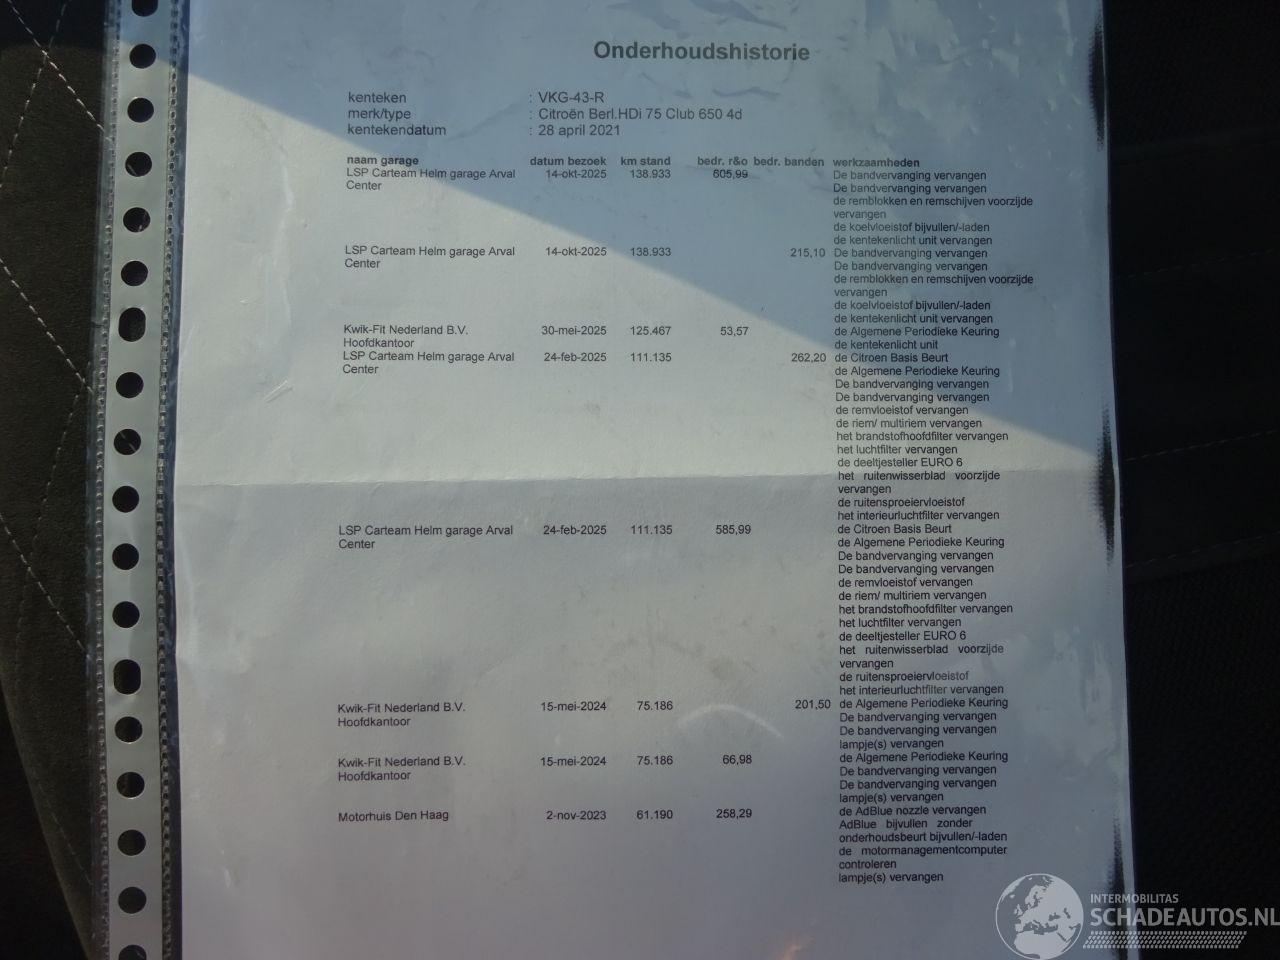 Onderhoudshistorie
kenteken : VKG-43-R
merk/type : Citroën Berl.HDi 75 Club 650 4d
kentekendatum : 28 april 2021
naam garage datum bezoek km stand bedr. r&o bedr. banden werkzaamheden
LSP Carteam Helm garage Arval 14-okt-2025 138.933 605,99 De bandvervanging vervangen
Center De bandvervanging vervangen
de remblokken en remschijven voorzijde
vervangen
de koelvloeistof bijvullen/-laden
de kentekenlicht unit vervangen
LSP Carteam Helm garage Arval 14-okt-2025 138.933 215,10 De bandvervanging vervangen
Center De bandvervanging vervangen
de remblokken en remschijven voorzijde
vervangen
de koelvloeistof bijvullen/-laden
de kentekenlicht unit vervangen
Kwik-Fit Nederland B.V. 30-mei-2025 125.467 53,57 de Algemene Periodieke Keuring
Hoofdkantoor de kentekenlicht unit
LSP Carteam Helm garage Arval 24-feb-2025 111.135 262,20 de Citroen Basis Beurt
Center de Algemene Periodieke Keuring
De bandvervanging vervangen
De bandvervanging vervangen
de remvloeistof vervangen
de riem/ multiriem vervangen
het brandstofhoofdfilter vervangen
het luchtfilter vervangen
de deeltjesteller EURO 6
het ruitenwisserblad voorzijde
vervangen
de ruitensproeiervloeistof
het interieurluchtfilter vervangen
LSP Carteam Helm garage Arval 24-feb-2025 111.135 585,99 de Citroen Basis Beurt
Center de Algemene Periodieke Keuring
De bandvervanging vervangen
De bandvervanging vervangen
de remvloeistof vervangen
de riem/ multiriem vervangen
het brandstofhoofdfilter vervangen
het luchtfilter vervangen
de deeltjesteller EURO 6
het ruitenwisserblad voorzijde
vervangen
de ruitensproeiervloeistof
het interieurluchtfilter vervangen
Kwik-Fit Nederland B.V. 15-mei-2024 75.186 201,50 de Algemene Periodieke Keuring
Hoofdkantoor De bandvervanging vervangen
De bandvervanging vervangen
lampje(s) vervangen
Kwik-Fit Nederland B.V. 15-mei-2024 75.186 66,98 de Algemene Periodieke Keuring
Hoofdkantoor De bandvervanging vervangen
De bandvervanging vervangen
lampje(s) vervangen
Motorhuis Den Haag 2-nov-2023 61.190 258,29 de AdBlue nozzle vervangen
AdBlue bijvullen zonder
onderhoudsbeurt bijvullen/-laden
de motormanagementcomputer
controleren
lampje(s) vervangen
INTERMOBILITAS
SCHADEAUTOS.NL